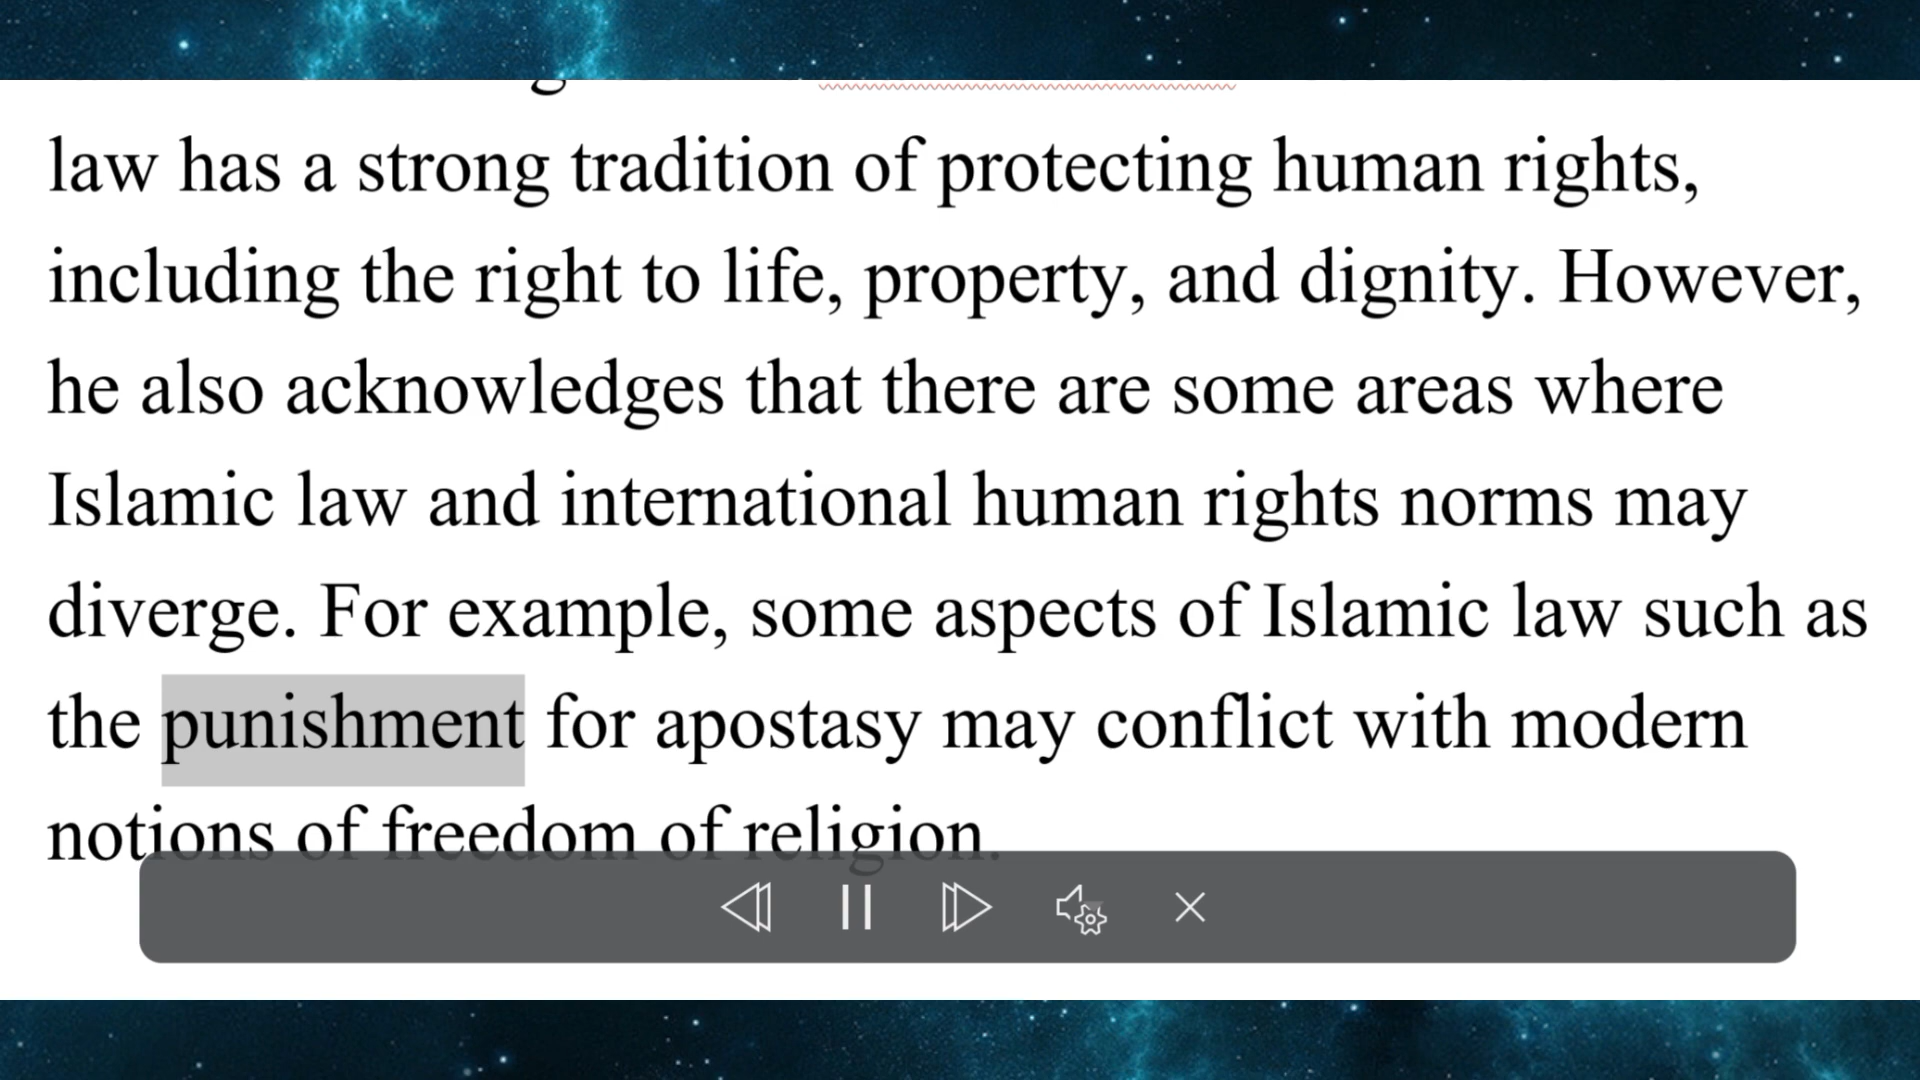 law has a strong tradition of protecting human rights,
including the right to life, property, and dignity. However,
he also acknowledges that there are some areas where
Islamic law and international human rights norms may
diverge. For example, some aspects of Islamic law such as
the punishment for apostasy may conflict with modern
notions of freedom of religion.